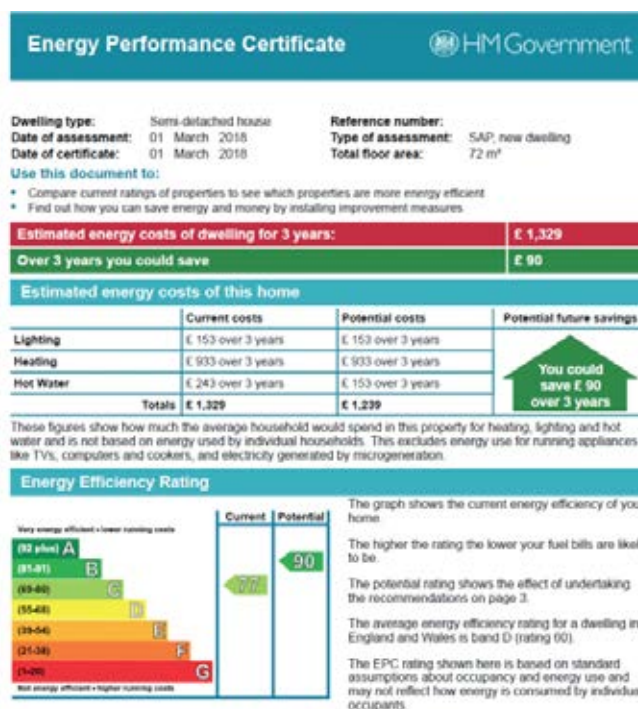 Energy Performance Certificate
HM Government
Dwelling type: Semi-detached house
Date of assessment: 01 March 2018
Date of certificate: 01 March 2018
Reference number:
Type of assessment: SAP, new dwelling
Total floor area: 72 m²
Use this document to:
• Compare current ratings of properties to see which properties are more energy efficient
• Find out how you can save energy and money by installing improvement measures
Estimated energy costs of dwelling for 3 years: £ 1,329
Over 3 years you could save £ 90
Estimated energy costs of this home
Current costs Potential costs Potential future savings
Lighting £ 153 over 3 years £ 153 over 3 years
Heating £ 933 over 3 years £ 933 over 3 years
Hot Water £ 243 over 3 years £ 153 over 3 years
Totals £ 1,329 £ 1,239
You could
save £ 90
over 3 years
These figures show how much the average household would spend in this property for heating, lighting and hot
water and is not based on energy used by individual households. This excludes energy use for running appliances
like TVs, computers and cookers, and electricity generated by microgeneration.
Energy Efficiency Rating
Current Potential
Very energy efficient - lower running costs
(92 plus) A
(81-91) B
(69-80) C
(55-68) D
(39-54) E
(21-38) F
(1-20) G
Not energy efficient - higher running costs
77
90
The graph shows the current energy efficiency of you
home.
The higher the rating the lower your fuel bills are likel
to be.
The potential rating shows the effect of undertaking
the recommendations on page 3.
The average energy efficiency rating for a dwelling in
England and Wales is band D (rating 60).
The EPC rating shown here is based on standard
assumptions about occupancy and energy use and
may not reflect how energy is consumed by individua
occupants.